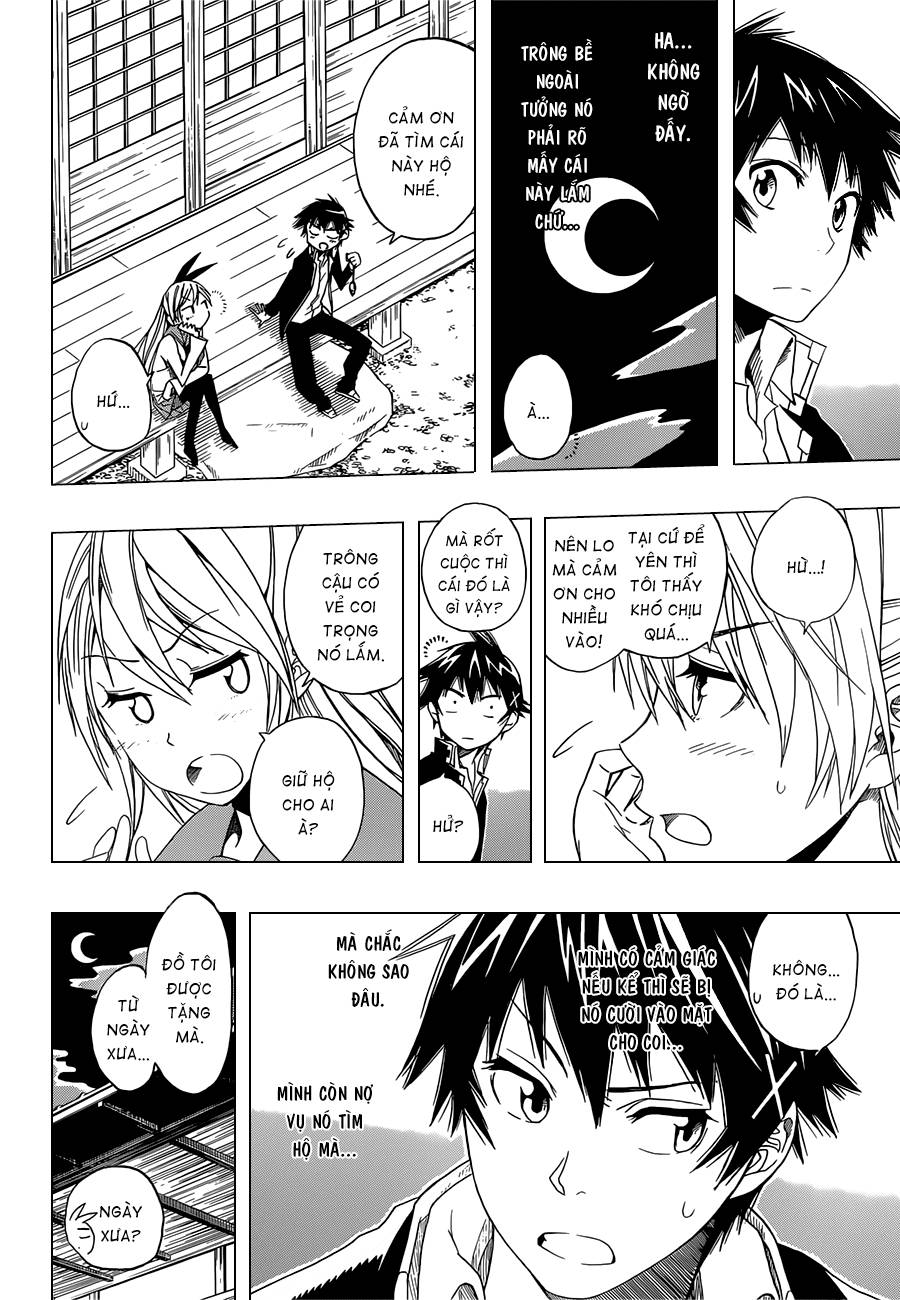 HA...
KHÔNG
NGỜ
ĐẤY.
TRÔNG BỀ
NGOÀI
TƯỞNG NÓ
PHẢI RÕ
MẤY CÁI
NÀY LẮM
CHỨ...
À...
CẢM ƠN
ĐÃ TÌM CÁI
NÀY HỘ
NHÉ.
HỨ...
HỪ...!
TẠI CỨ ĐỂ
YÊN THÌ
TÔI THẤY
KHÓ CHỊU
QUÁ...
NÊN LO
MÀ CẢM
ƠN CHO
NHIỀU
VÀO!
MÀ RỐT
CUỘC THÌ
CÁI ĐÓ LÀ
GÌ VẬY?
HỬ?
TRÔNG
CẬU CÓ
VẺ COI
TRỌNG
NÓ LẮM.
GIỮ HỘ
CHO AI
À?
KHÔNG...
ĐÓ LÀ...
MÌNH CÓ CẢM GIÁC
NẾU KỂ THÌ SẼ BỊ
NÓ CƯỜI VÀO MẶT
CHO COI...
MÀ CHẮC
KHÔNG SAO
ĐÂU.
MÌNH CÒN NỢ
VỤ NÓ TÌM
HỘ MÀ...
ĐỒ TÔI
ĐƯỢC
TẶNG
MÀ.
TỪ
NGÀY
XƯA...
NGÀY
XƯA?